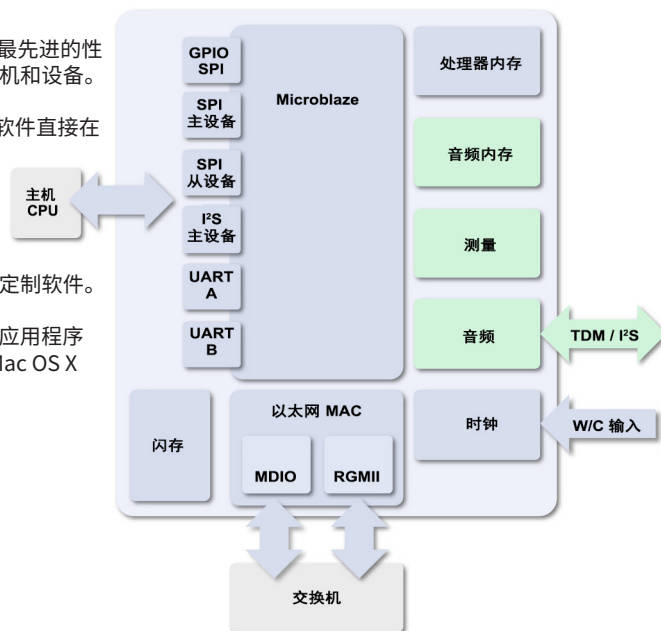 最先进的性
机和设备。
软件直接在
定制软件。
应用程序
Mac OS X
GPIO
SPI
SPI
主设备
SPI
从设备
I²S
主设备
UART
A
UART
B
Microblaze
处理器内存
音频内存
测量
音频
时钟
主机
CPU
TDM / I²S
W/C 输入
闪存
以太网 MAC
MDIO
RGMII
交换机